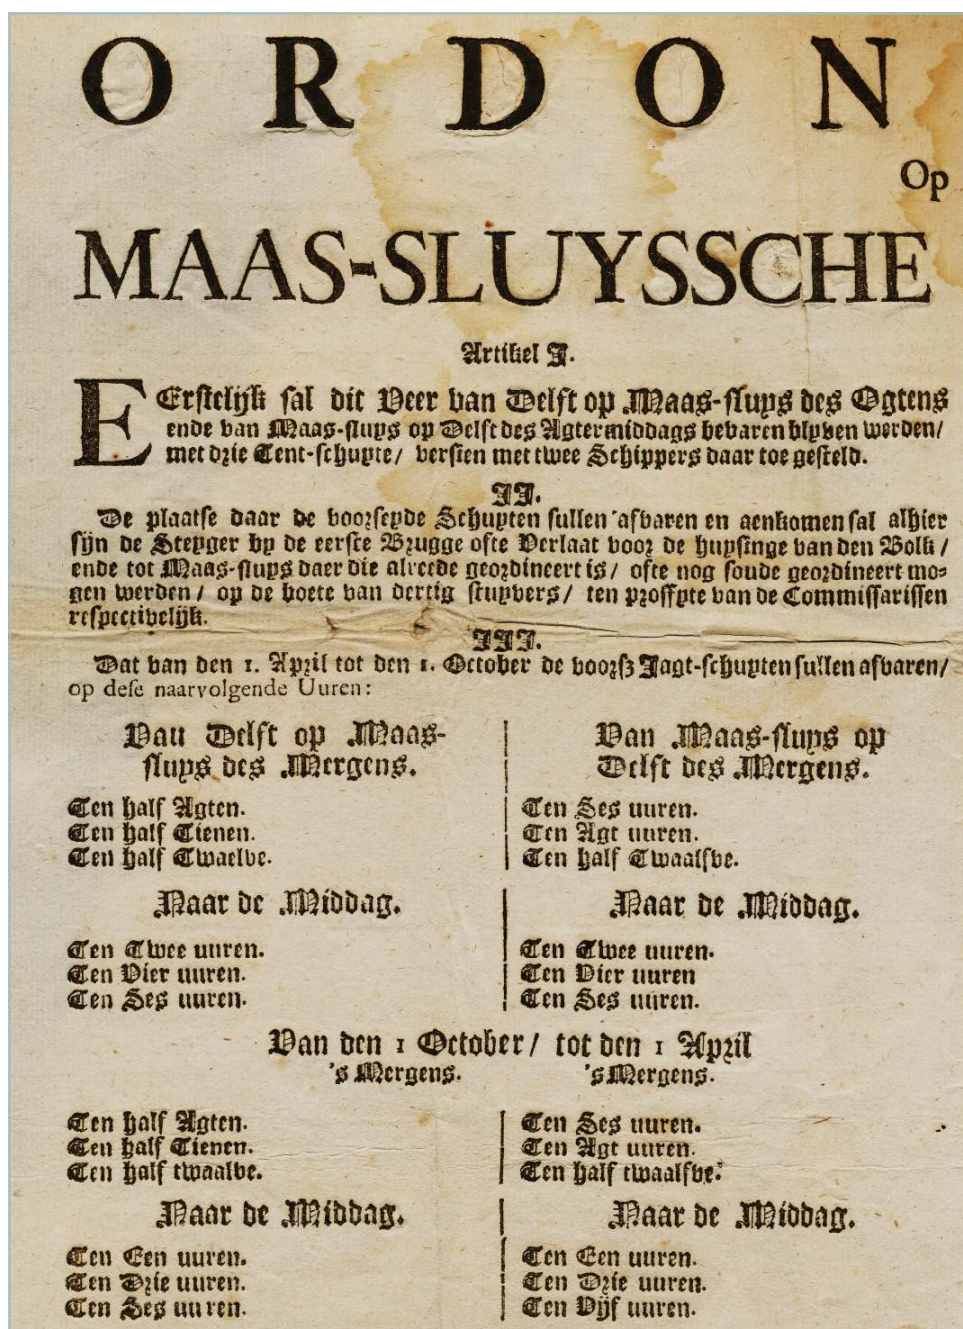 ORDON
Op
MAAS-SLUYSSCHE
Artikel I.
EErstelijk sal dit Veer van Delft op Maas-sluys des Ogtens
ende van Maas-sluys op Delft des Agtermiddags bevaren blyven werden/
met drie Tent-schuyte/ versien met twee Schippers daar toe gesteld.
II.
De plaatse daar de voorseyde Schuyten sullen afvaren en aenkomen sal alhier
sijn de Steyger by de eerste Brugge ofte Verlaat voor de huysinge van den Bolk/
ende tot Maas-sluys daer die alreede geordineert is/ ofte nog soude geordineert mo-
gen werden/ op de boete van dertig stuyvers/ ten proffyte van de Commissarissen
respectivelijk.
III.
Dat van den 1. April tot den 1. October de voorsz Jagt-schuyten sullen afvaren/
op dese naarvolgende Uuren:
Van Delft op Maas-
sluys des Mergens.
Ten half Agten.
Ten half Tienen.
Ten half Twaelve.
Naar de Middag.
Ten Twee uuren.
Ten Vier uuren.
Ten Ses uuren.
Van Maas-sluys op
Delft des Mergens.
Ten Ses uuren.
Ten Agt uuren.
Ten half Twaalfve.
Naar de Middag.
Ten Twee uuren.
Ten Vier uuren
Ten Ses uuren.
Van den 1 October/ tot den 1 April
's Mergens.
Ten half Agten.
Ten half Tienen.
Ten half twaalve.
Naar de Middag.
Ten Een uuren.
Ten Drie uuren.
Ten Ses uuren.
's Mergens.
Ten Ses uuren.
Ten Agt uuren.
Ten half twaalfve.
Naar de Middag.
Ten Een uuren.
Ten Drie uuren.
Ten Vijf uuren.